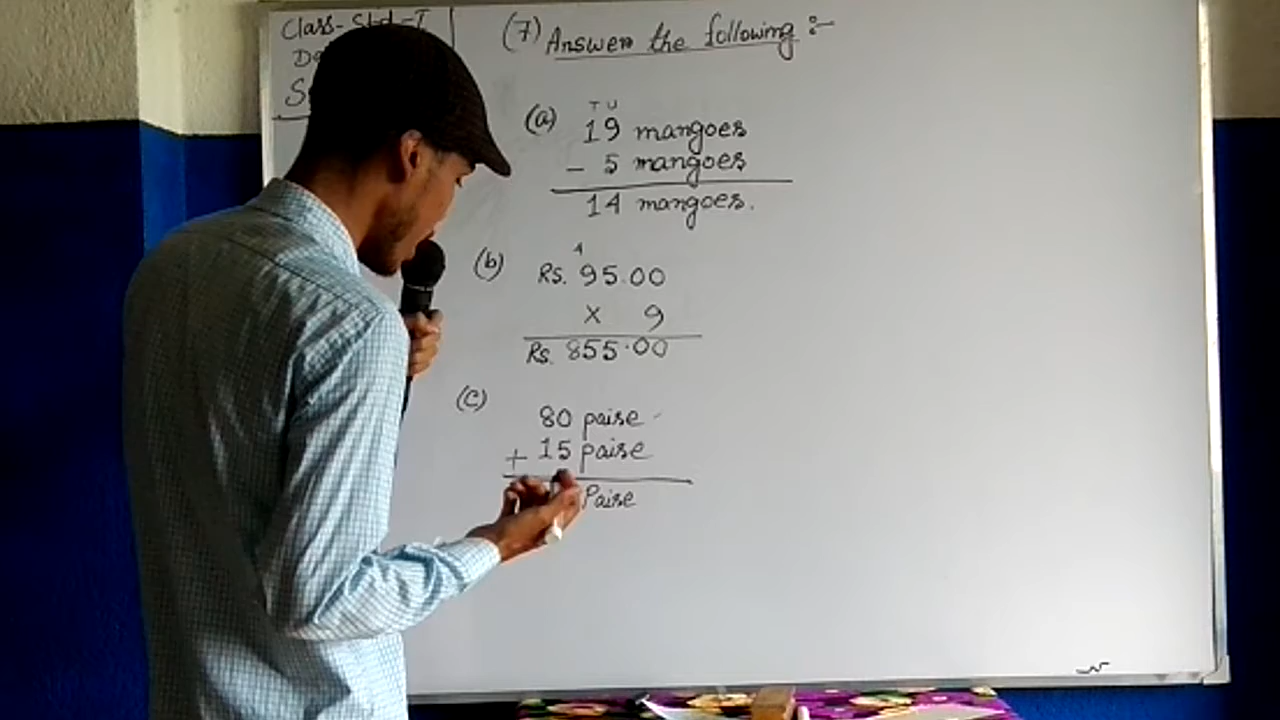 Class- Std-I
(7) Answer the following :-
(a) T U
19 mangoes
- 5 mangoes
14 mangoes.
(b) 4
Rs. 95.00
x 9
Rs. 855.00
(c)
80 paise
+ 15 paise
Paise